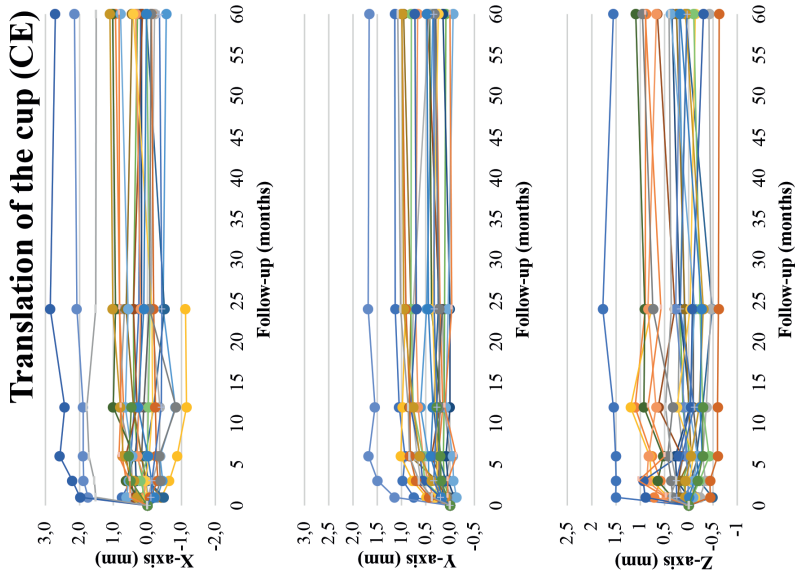 Translation of the cup (CE)
X-axis (mm)
3,0
2,0
1,0
0,0
-1,0
-2,0
0 5 10 15 20 25 30 35 40 45 50 55 60
Follow-up (months)
Y-axis (mm)
3,0
2,5
2,0
1,5
1,0
0,5
0,0
-0,5
0 5 10 15 20 25 30 35 40 45 50 55 60
Follow-up (months)
Z-axis (mm)
2,5
2
1,5
1
0,5
0
-0,5
-1
0 5 10 15 20 25 30 35 40 45 50 55 60
Follow-up (months)